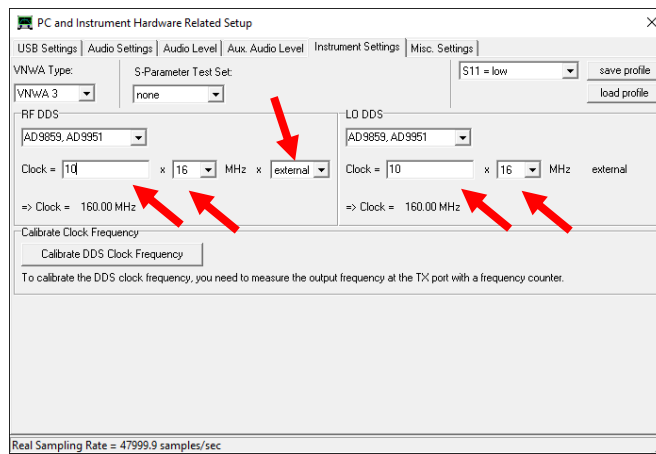 PC and Instrument Hardware Related Setup
USB Settings Audio Settings Audio Level Aux. Audio Level Instrument Settings Misc. Settings
VNWA Type: S-Parameter Test Set: S11 = low save profile
VNWA 3 none load profile
RF DDS LO DDS
AD9859, AD9951 AD9859, AD9951
Clock = 10 x 16 MHz x external Clock = 10 x 16 MHz external
=> Clock = 160.00 MHz => Clock = 160.00 MHz
Calibrate Clock Frequency
Calibrate DDS Clock Frequency
To calibrate the DDS clock frequency, you need to measure the output frequency at the TX port with a frequency counter.
Real Sampling Rate = 47999.9 samples/sec